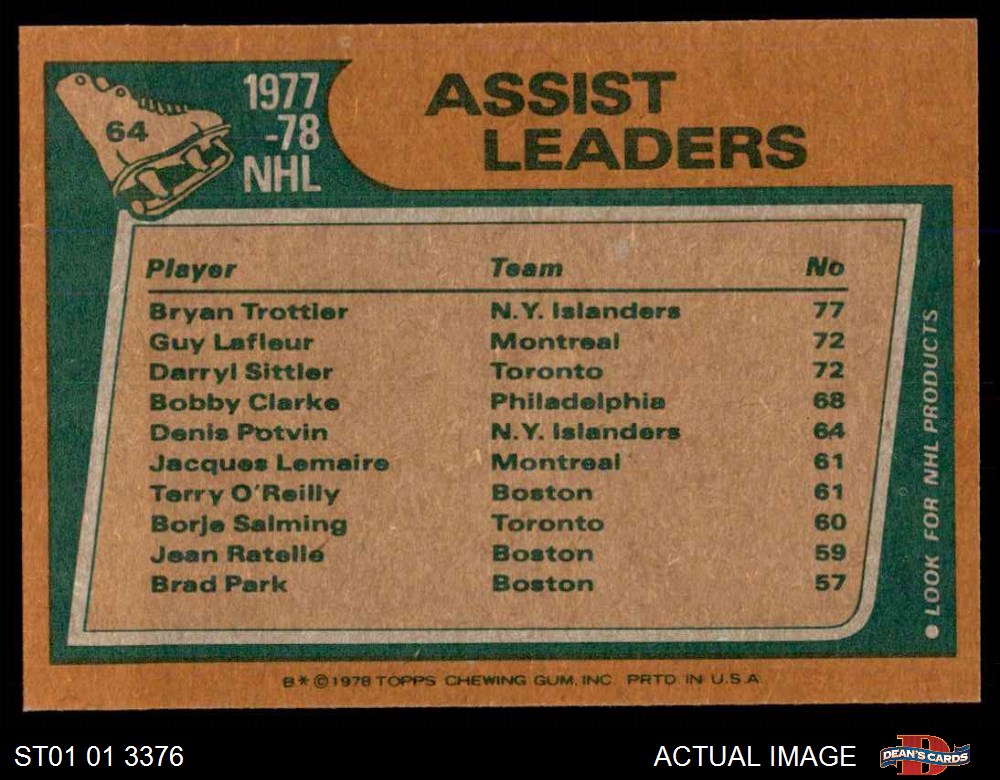 64
1977
-78
NHL
ASSIST
LEADERS
Player Team No
Bryan Trottier N.Y. Islanders 77
Guy Lafleur Montreal 72
Darryl Sittler Toronto 72
Bobby Clarke Philadelphia 68
Denis Potvin N.Y. Islanders 64
Jacques Lemaire Montreal 61
Terry O'Reilly Boston 61
Borje Salming Toronto 60
Jean Ratelle Boston 59
Brad Park Boston 57
● LOOK FOR NHL PRODUCTS
B* © 1978 TOPPS CHEWING GUM, INC. PRTD. IN U.S.A.
ST01 01 3376
ACTUAL IMAGE
DEAN'S CARDS